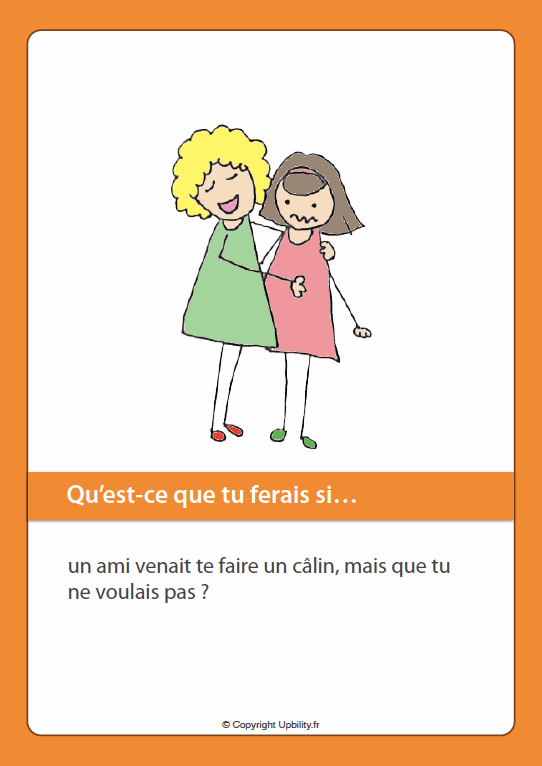 Qu’est-ce que tu ferais si…
un ami venait te faire un câlin, mais que tu
ne voulais pas ?
© Copyright Upbility.fr